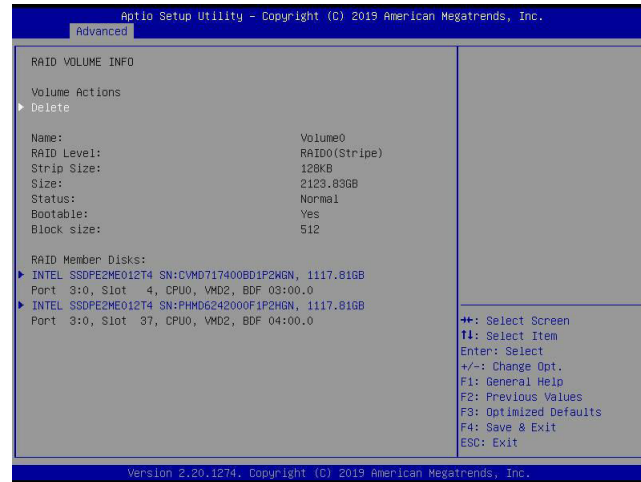 Aptio Setup Utility – Copyright (C) 2019 American Megatrends, Inc.
Advanced
RAID VOLUME INFO
Volume Actions
▶ Delete
Name: Volume0
RAID Level: RAID0(Stripe)
Strip Size: 128KB
Size: 2123.83GB
Status: Normal
Bootable: Yes
Block size: 512
RAID Member Disks:
▶ INTEL SSDPE2ME012T4 SN:CVMD717400BD1P2WGN, 1117.81GB
Port 3:0, Slot 4, CPU0, VMD2, BDF 03:00.0
▶ INTEL SSDPE2ME012T4 SN:PHMD6242000F1P2HGN, 1117.81GB
Port 3:0, Slot 37, CPU0, VMD2, BDF 04:00.0
→←: Select Screen
↑↓: Select Item
Enter: Select
+/-: Change Opt.
F1: General Help
F2: Previous Values
F3: Optimized Defaults
F4: Save & Exit
ESC: Exit
Version 2.20.1274. Copyright (C) 2019 American Megatrends, Inc.